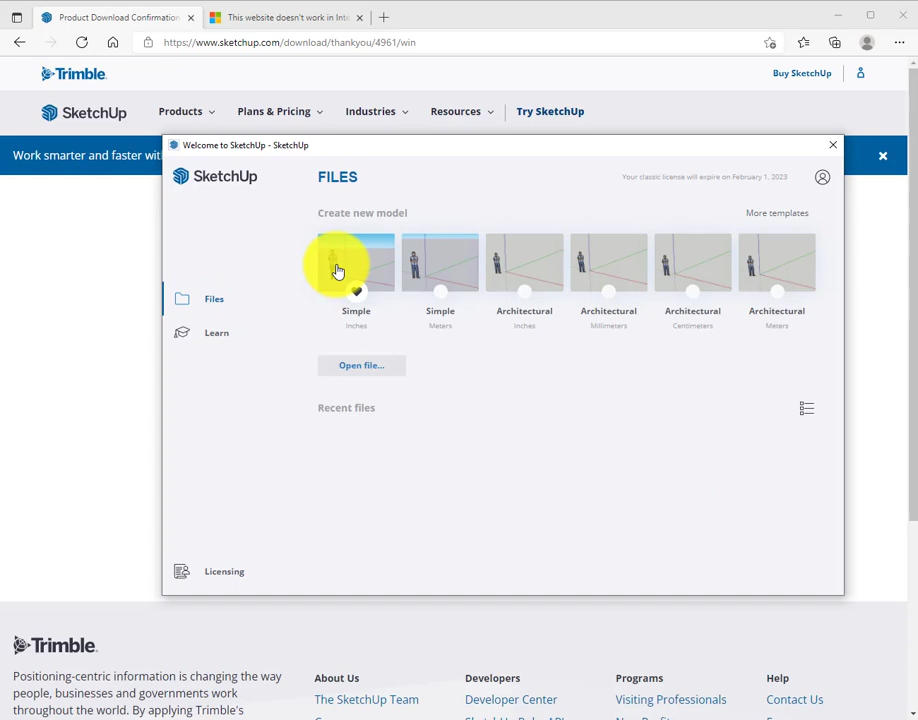 Product Download Confirmation
This website doesn't work in Inte
https://www.sketchup.com/download/thankyou/4961/win
Trimble.
Buy SketchUp
SketchUp
Products
Plans & Pricing
Industries
Resources
Try SketchUp
Work smarter and faster wit
Welcome to SketchUp - SketchUp
SketchUp
FILES
Your classic license will expire on February 1, 2023
Create new model
More templates
Files
Learn
Simple
Inches
Simple
Meters
Architectural
Inches
Architectural
Millimeters
Architectural
Centimeters
Architectural
Meters
Open file...
Recent files
Licensing
Trimble.
Positioning-centric information is changing the way
people, businesses and governments work
throughout the world. By applying Trimble's
About Us
The SketchUp Team
Developers
Developer Center
Programs
Visiting Professionals
Help
Contact Us